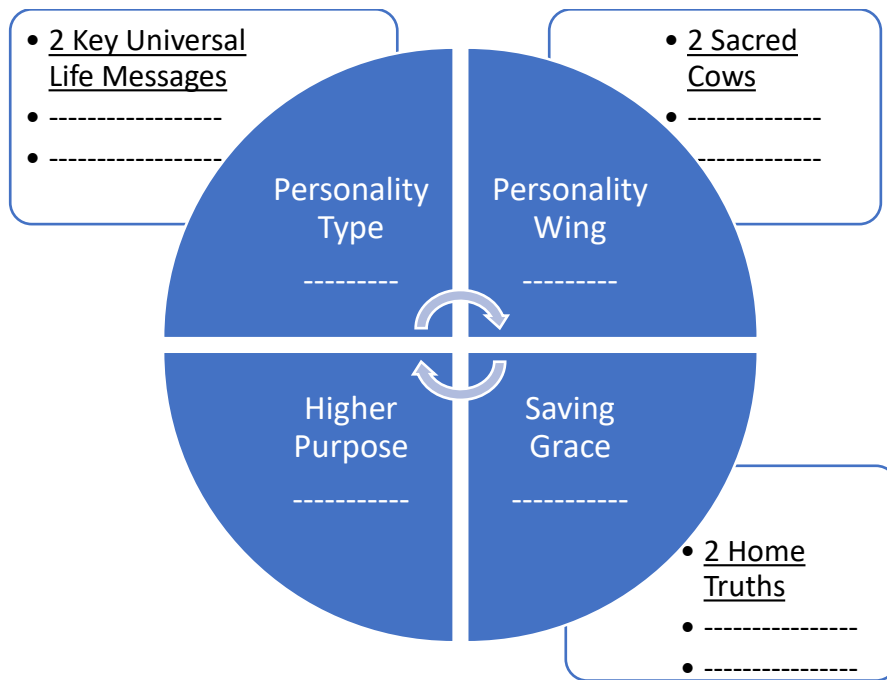 • 2 Key Universal
Life Messages
• ------------------
• ------------------
• 2 Sacred
Cows
• --------------
--------------
Personality
Type
---------
Personality
Wing
---------
Higher
Purpose
-----------
Saving
Grace
-----------
• 2 Home
Truths
• ----------------
• ----------------